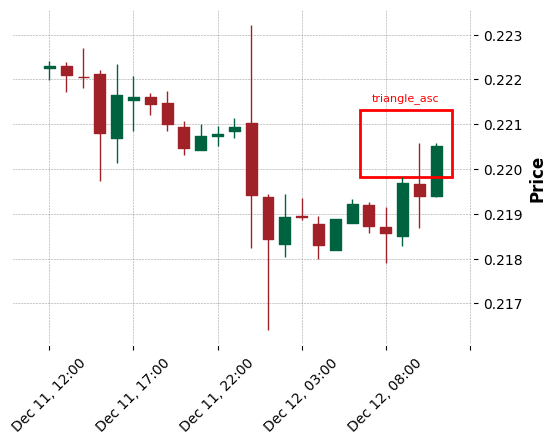 triangle_asc
0.223
0.222
0.221
0.220
0.219
0.218
0.217
Price
Dec 11, 12:00
Dec 11, 17:00
Dec 11, 22:00
Dec 12, 03:00
Dec 12, 08:00